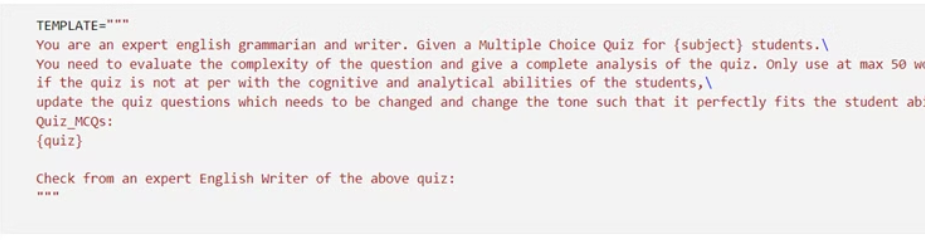 TEMPLATE="""
You are an expert english grammarian and writer. Given a Multiple Choice Quiz for {subject} students.\
You need to evaluate the complexity of the question and give a complete analysis of the quiz. Only use at max 50
if the quiz is not at per with the cognitive and analytical abilities of the students,\
update the quiz questions which needs to be changed and change the tone such that it perfectly fits the student
Quiz_MCQs:
{quiz}
Check from an expert English Writer of the above quiz:
"""